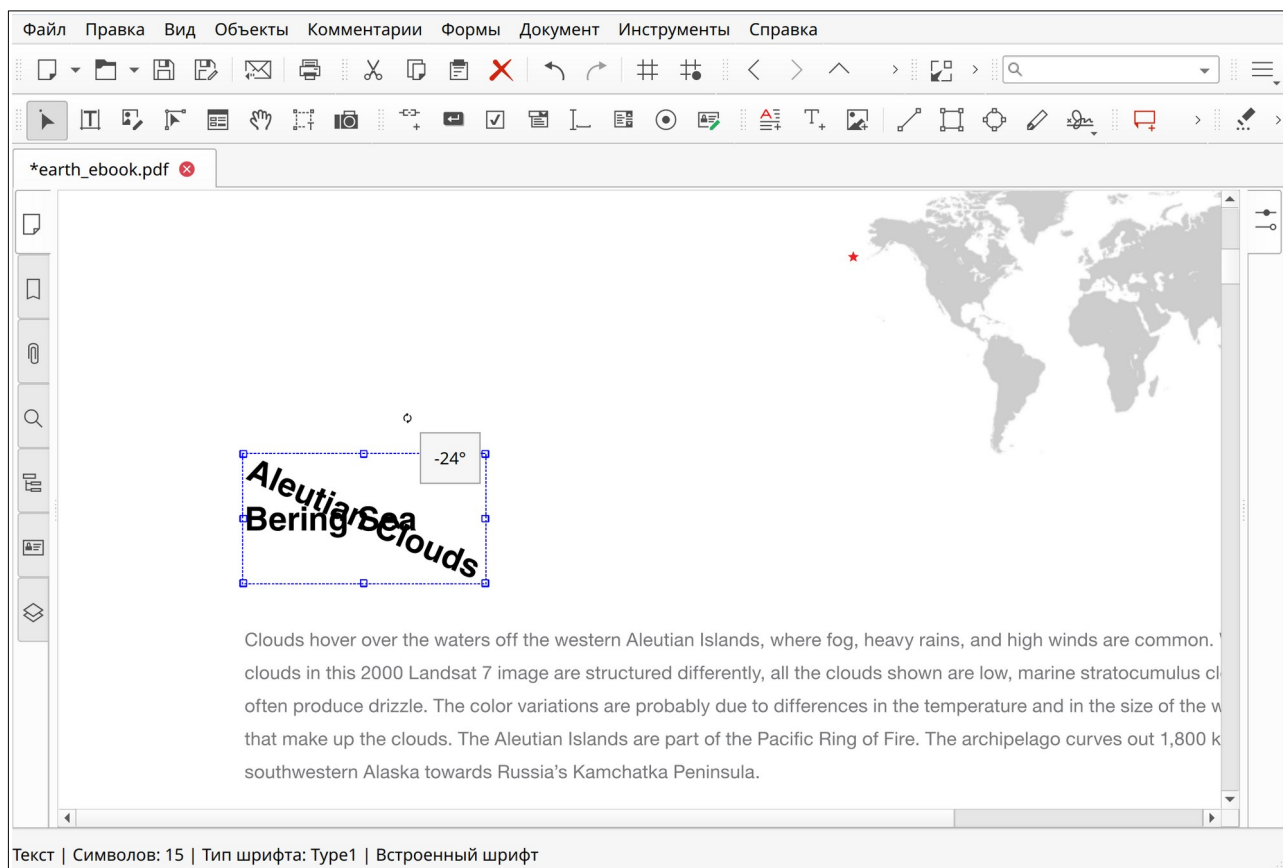 Файл Правка Вид Объекты Комментарии Формы Документ Инструменты Справка
*earth_ebook.pdf
-24°
Aleutian Clouds
Bering Sea
Clouds hover over the waters off the western Aleutian Islands, where fog, heavy rains, and high winds are common.
clouds in this 2000 Landsat 7 image are structured differently, all the clouds shown are low, marine stratocumulus
often produce drizzle. The color variations are probably due to differences in the temperature and in the size of the
that make up the clouds. The Aleutian Islands are part of the Pacific Ring of Fire. The archipelago curves out 1,800
southwestern Alaska towards Russia’s Kamchatka Peninsula.
Текст | Символов: 15 | Тип шрифта: Type1 | Встроенный шрифт